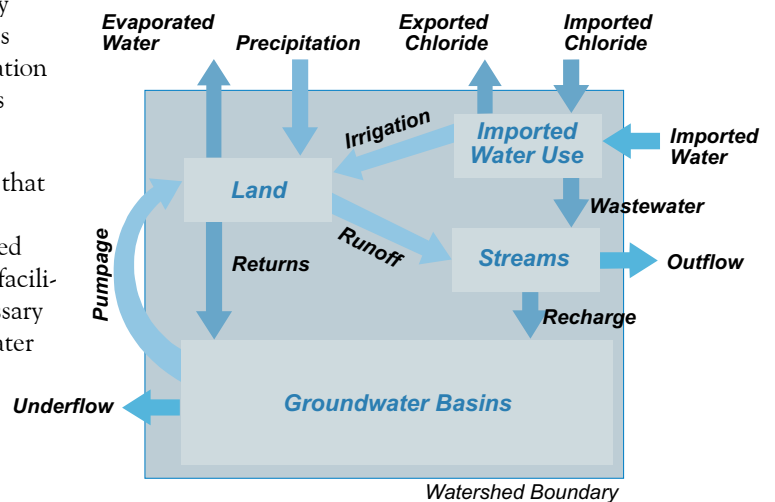 y
s
ation
s
that
ed
facili-
ssary
ater
Evaporated
Water
Precipitation
Exported
Chloride
Imported
Chloride
Irrigation
Imported
Water Use
Imported
Water
Land
Wastewater
Pumpage
Returns
Runoff
Streams
Outflow
Recharge
Groundwater Basins
Underflow
Watershed Boundary